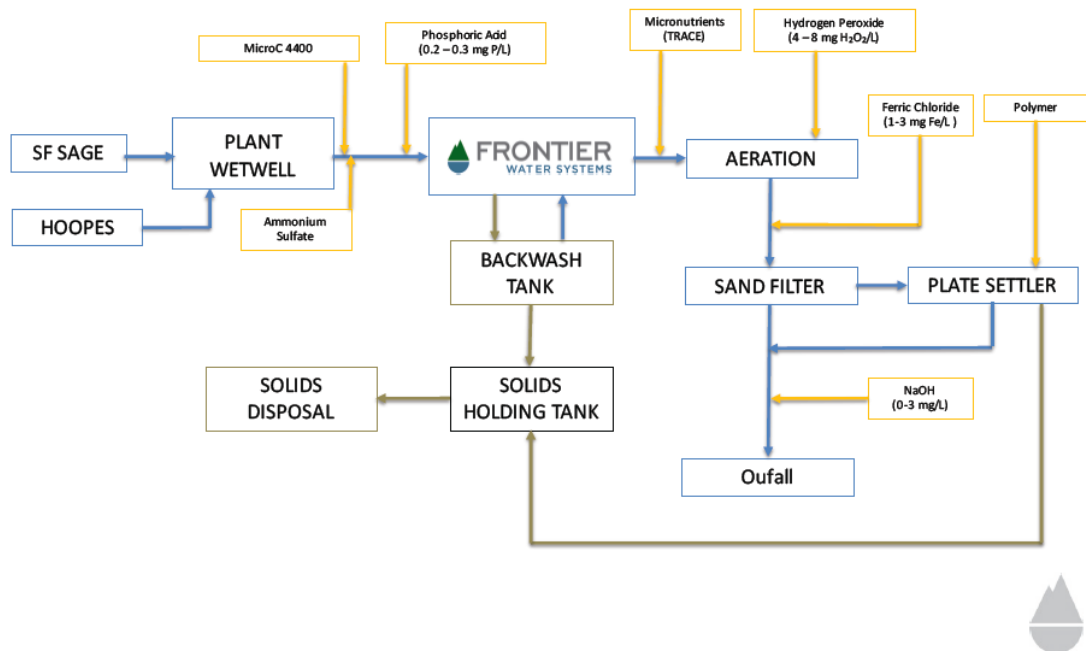 MicroC 4400
Phosphoric Acid
(0.2 – 0.3 mg P/L)
Micronutrients
(TRACE)
Hydrogen Peroxide
(4 – 8 mg H₂O₂/L)
Ferric Chloride
(1-3 mg Fe/L )
Polymer
SF SAGE
PLANT
WETWELL
FRONTIER
WATER SYSTEMS
AERATION
HOOPES
Ammonium
Sulfate
BACKWASH
TANK
SAND FILTER
PLATE SETTLER
SOLIDS
DISPOSAL
SOLIDS
HOLDING TANK
NaOH
(0-3 mg/L)
Oufall